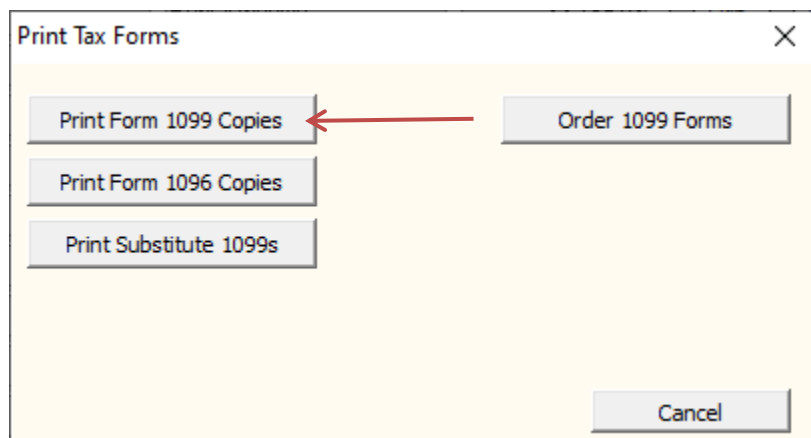 Print Tax Forms
Print Form 1099 Copies
Order 1099 Forms
Print Form 1096 Copies
Print Substitute 1099s
Cancel